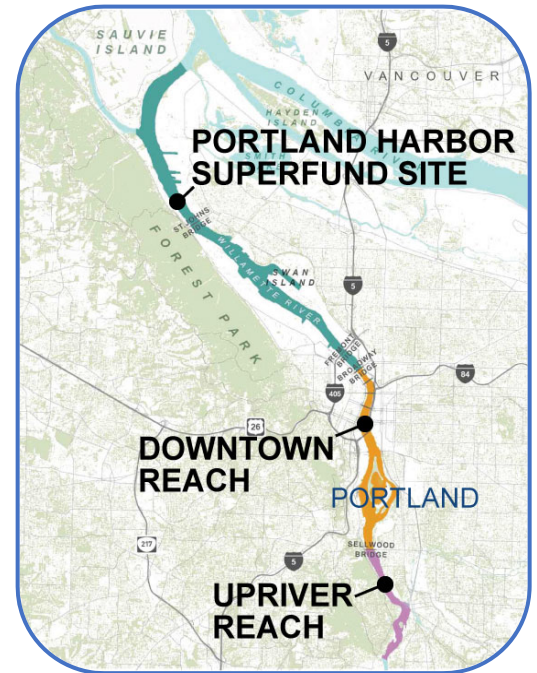 SAUVIE
ISLAND
5
VANCOUVER
COLUMBIA RIV
HAYDEN
ISLAND
PORTLAND HARBOR
SUPERFUND SITE
SMITH
ST JOHNS
BRIDGE
FOREST PARK
WILLAMETTE RIVER
SWAN
ISLAND
5
FREMONT
BRIDGE
BROADWAY
BRIDGE
84
405
26
DOWNTOWN
REACH
PORTLAND
217
5
SELLWOOD
BRIDGE
UPRIVER
REACH